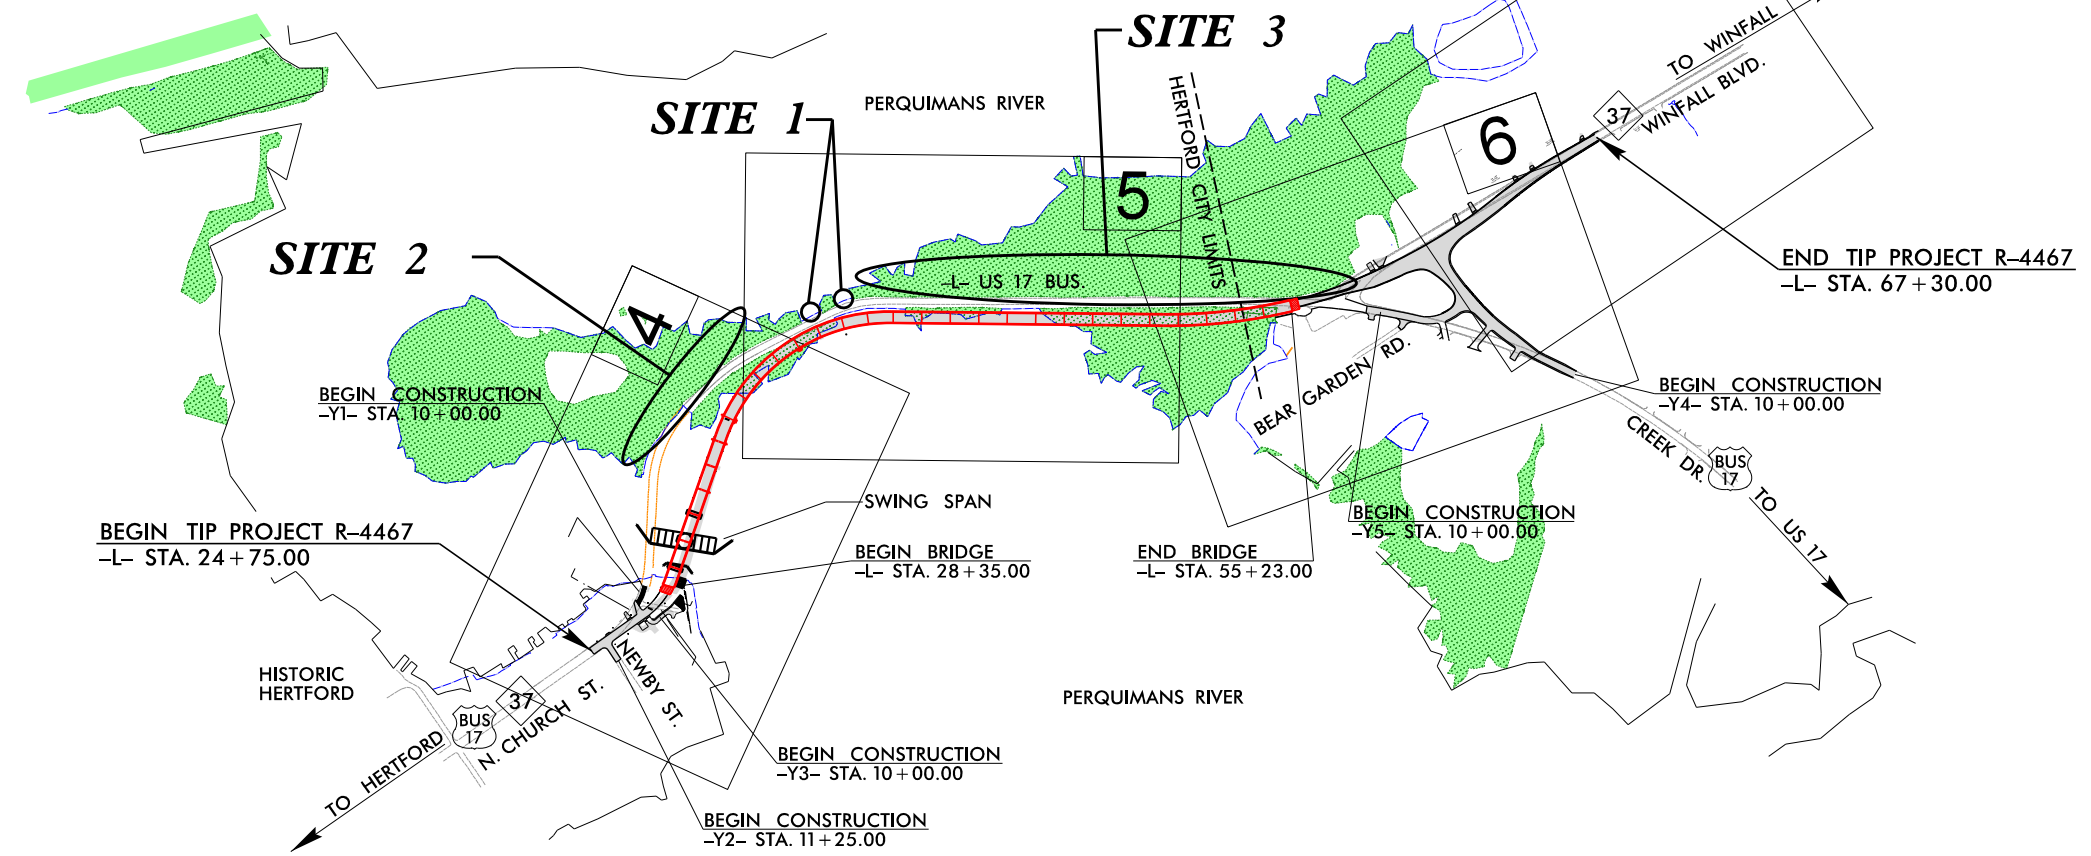 SITE 3
TO WINFALL
WINFALL BLVD.
37
PERQUIMANS RIVER
SITE 1
HERTFORD CITY LIMITS
6
5
SITE 2
-L- US 17 BUS.
END TIP PROJECT R-4467
-L- STA. 67+30.00
4
BEGIN CONSTRUCTION
-Y1- STA. 10+00.00
BEAR GARDEN RD.
BEGIN CONSTRUCTION
-Y4- STA. 10+00.00
CREEK DR.
BUS
17
TO US 17
SWING SPAN
BEGIN TIP PROJECT R-4467
-L- STA. 24+75.00
BEGIN BRIDGE
-L- STA. 28+35.00
END BRIDGE
-L- STA. 55+23.00
BEGIN CONSTRUCTION
-Y5- STA. 10+00.00
HISTORIC
HERTFORD
NEWBY ST.
PERQUIMANS RIVER
37
BUS
17
N. CHURCH ST.
TO HERTFORD
BEGIN CONSTRUCTION
-Y3- STA. 10+00.00
BEGIN CONSTRUCTION
-Y2- STA. 11+25.00